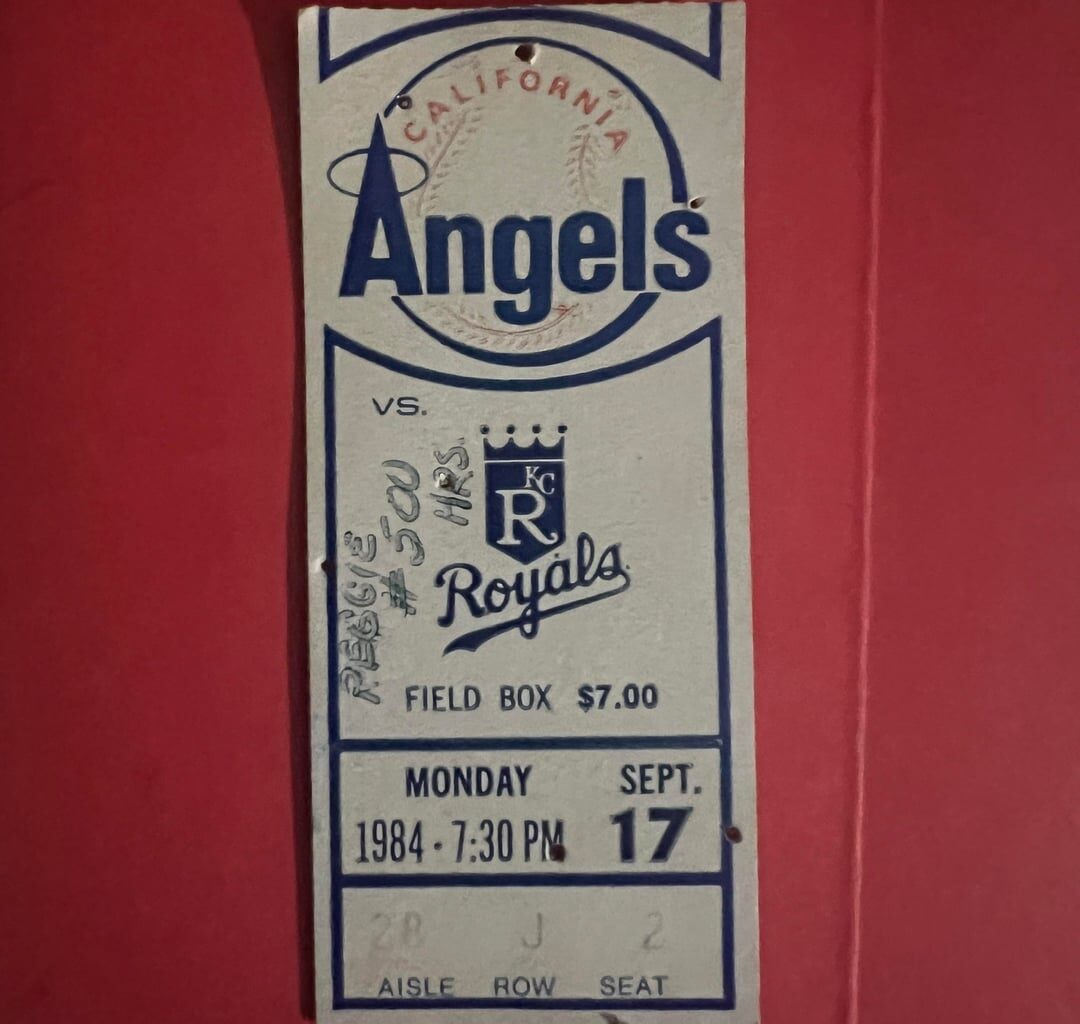 CALIFORNIA
Angels
VS.
KC
R
Royals
REGGIE
#500
HRS.
FIELD BOX $7.00
MONDAY SEPT.
1984 · 7:30 PM 17
28 J 2
AISLE ROW SEAT